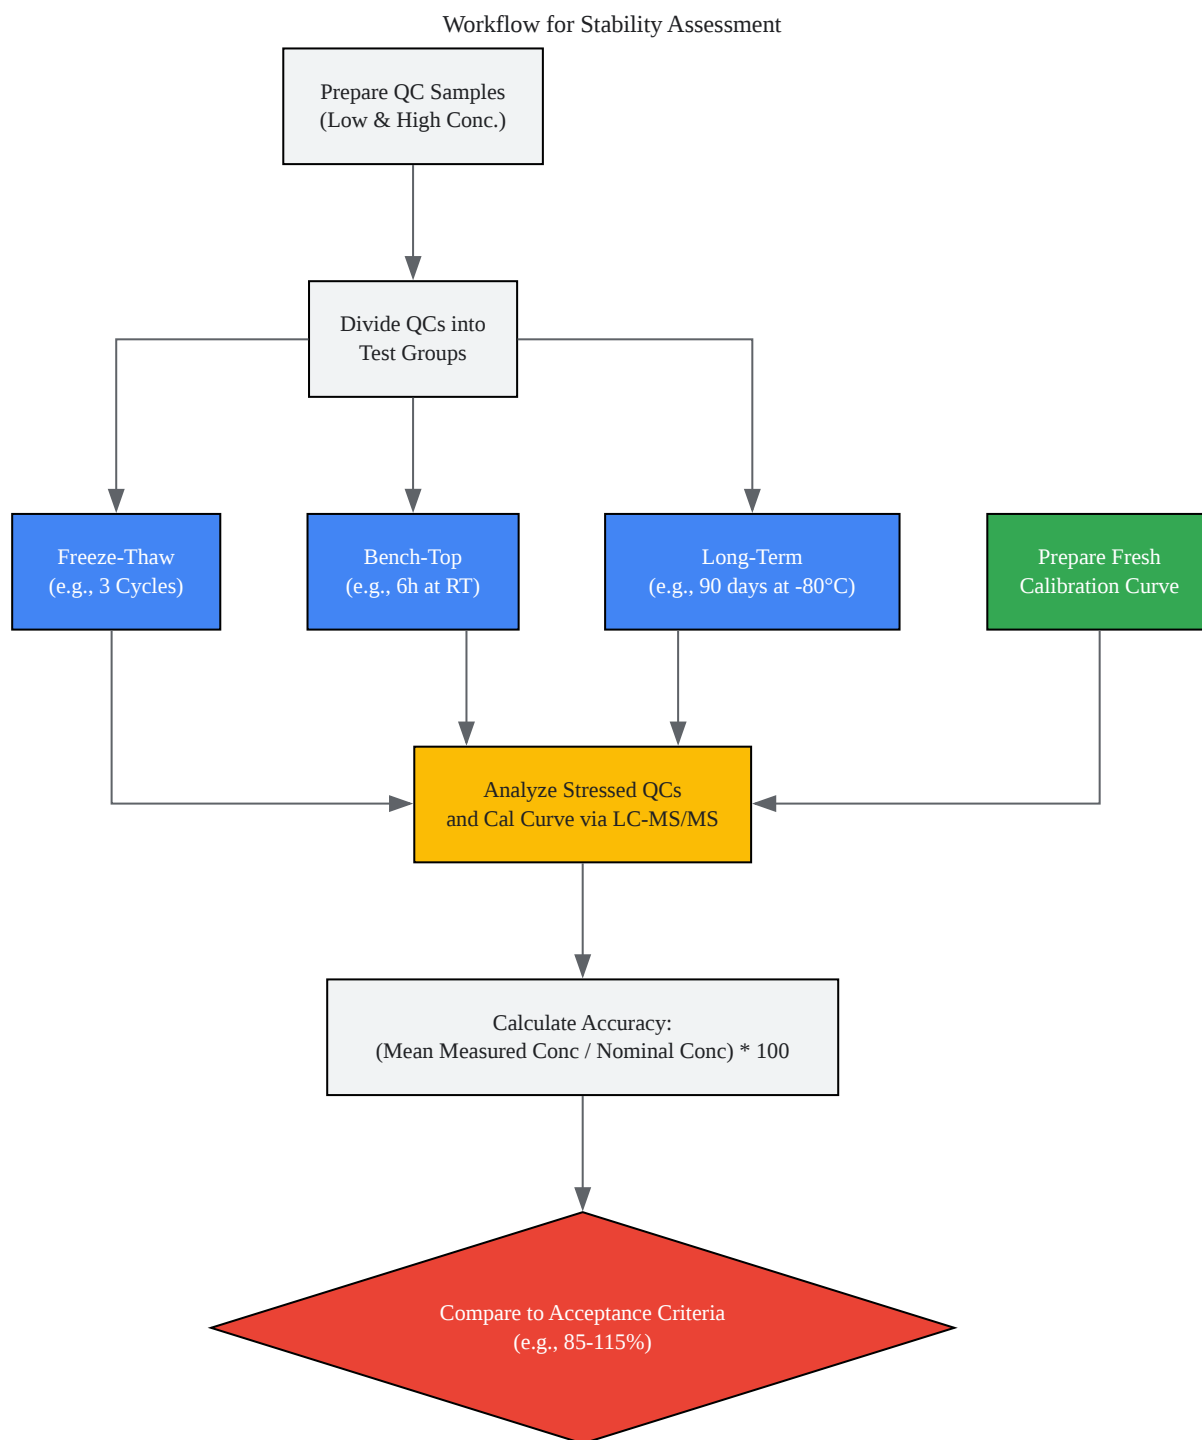 Workflow for Stability Assessment
Prepare QC Samples
(Low & High Conc.)
Divide QCs into
Test Groups
Freeze-Thaw
(e.g., 3 Cycles)
Bench-Top
(e.g., 6h at RT)
Long-Term
(e.g., 90 days at -80°C)
Prepare Fresh
Calibration Curve
Analyze Stressed QCs
and Cal Curve via LC-MS/MS
Calculate Accuracy:
(Mean Measured Conc / Nominal Conc) * 100
Compare to Acceptance Criteria
(e.g., 85-115%)